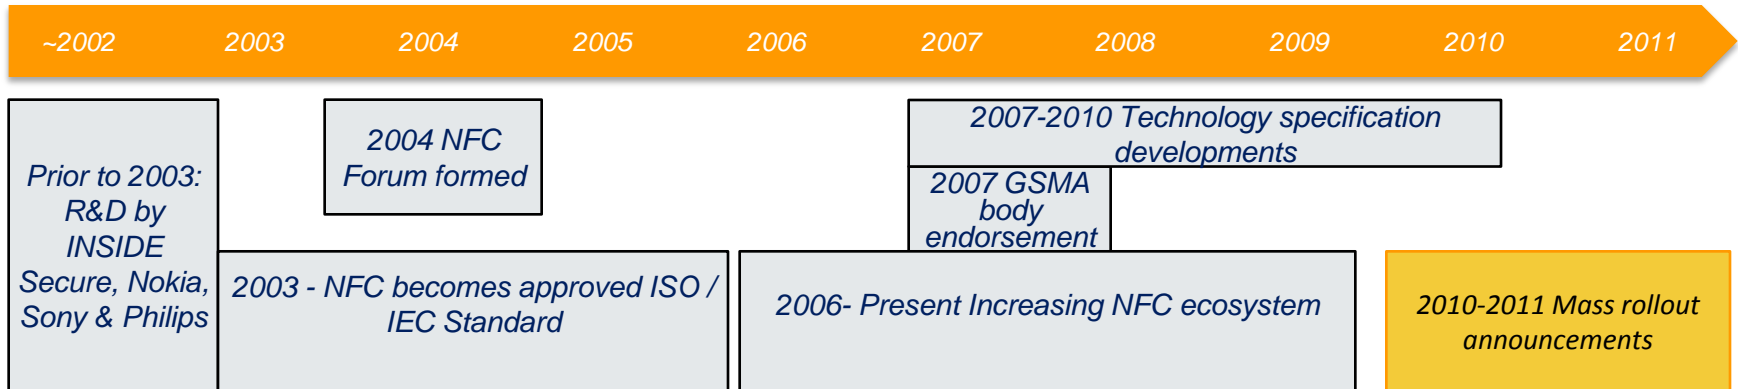 ~2002 2003 2004 2005 2006 2007 2008 2009 2010 2011
Prior to 2003:
R&D by
INSIDE
Secure, Nokia,
Sony & Philips
2004 NFC
Forum formed
2003 - NFC becomes approved ISO /
IEC Standard
2007-2010 Technology specification
developments
2007 GSMA
body
endorsement
2006- Present Increasing NFC ecosystem
2010-2011 Mass rollout
announcements